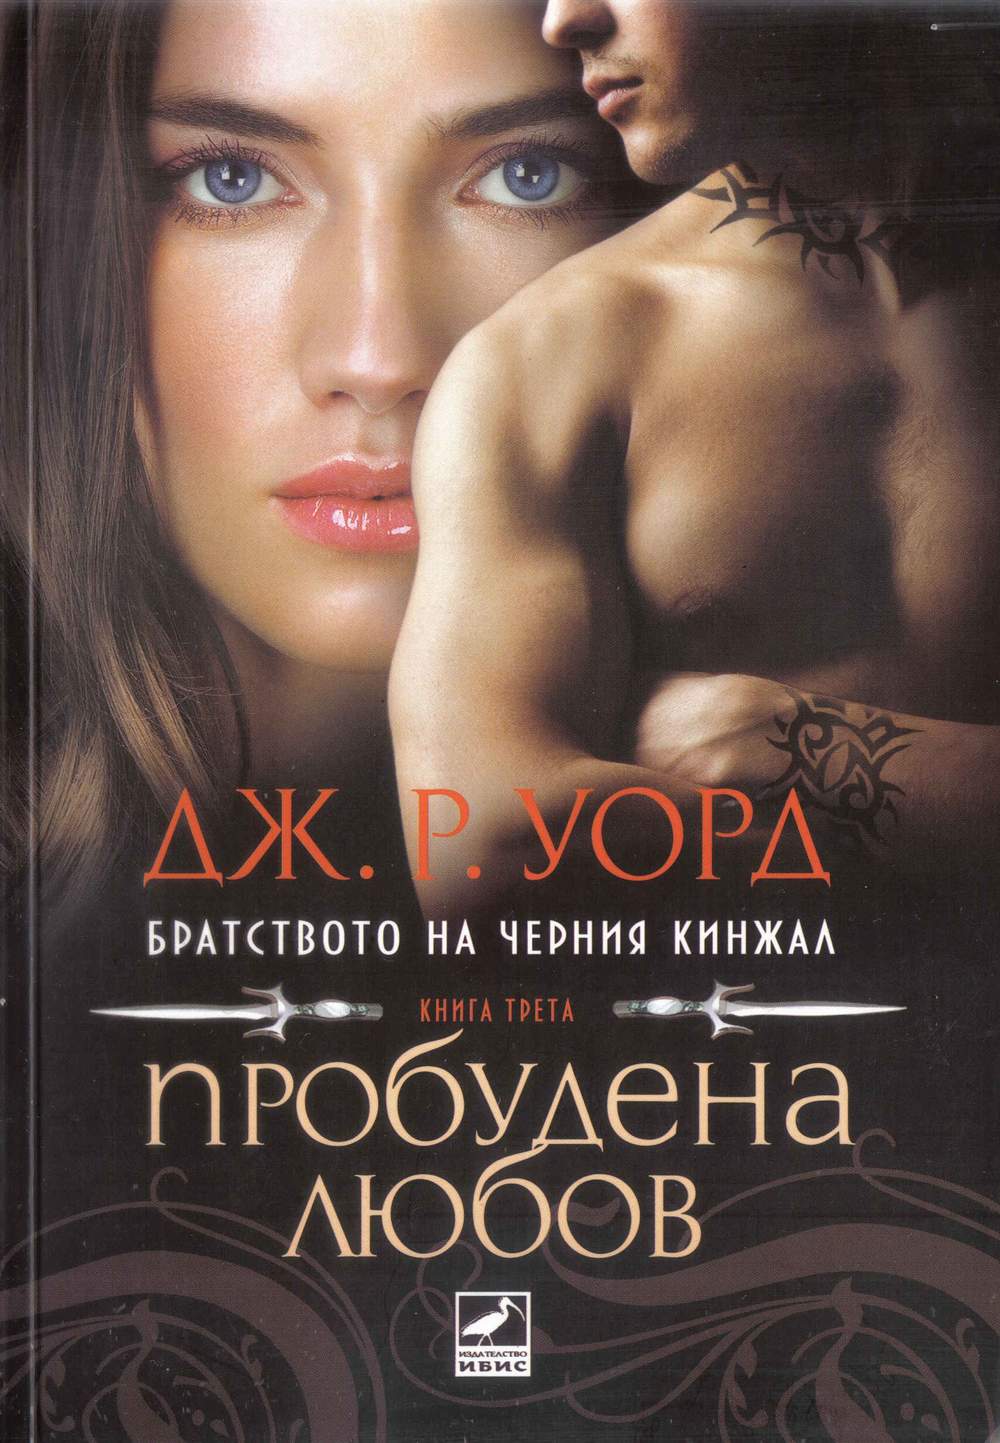 ДЖ. Р. УОРД
БРАТСТВОТО НА ЧЕРНИЯ КИНЖАЛ
КНИГА ТРЕТА
ПРОБУДЕНА
ЛЮБОВ
ИЗДАТЕЛСТВО
ИБИС